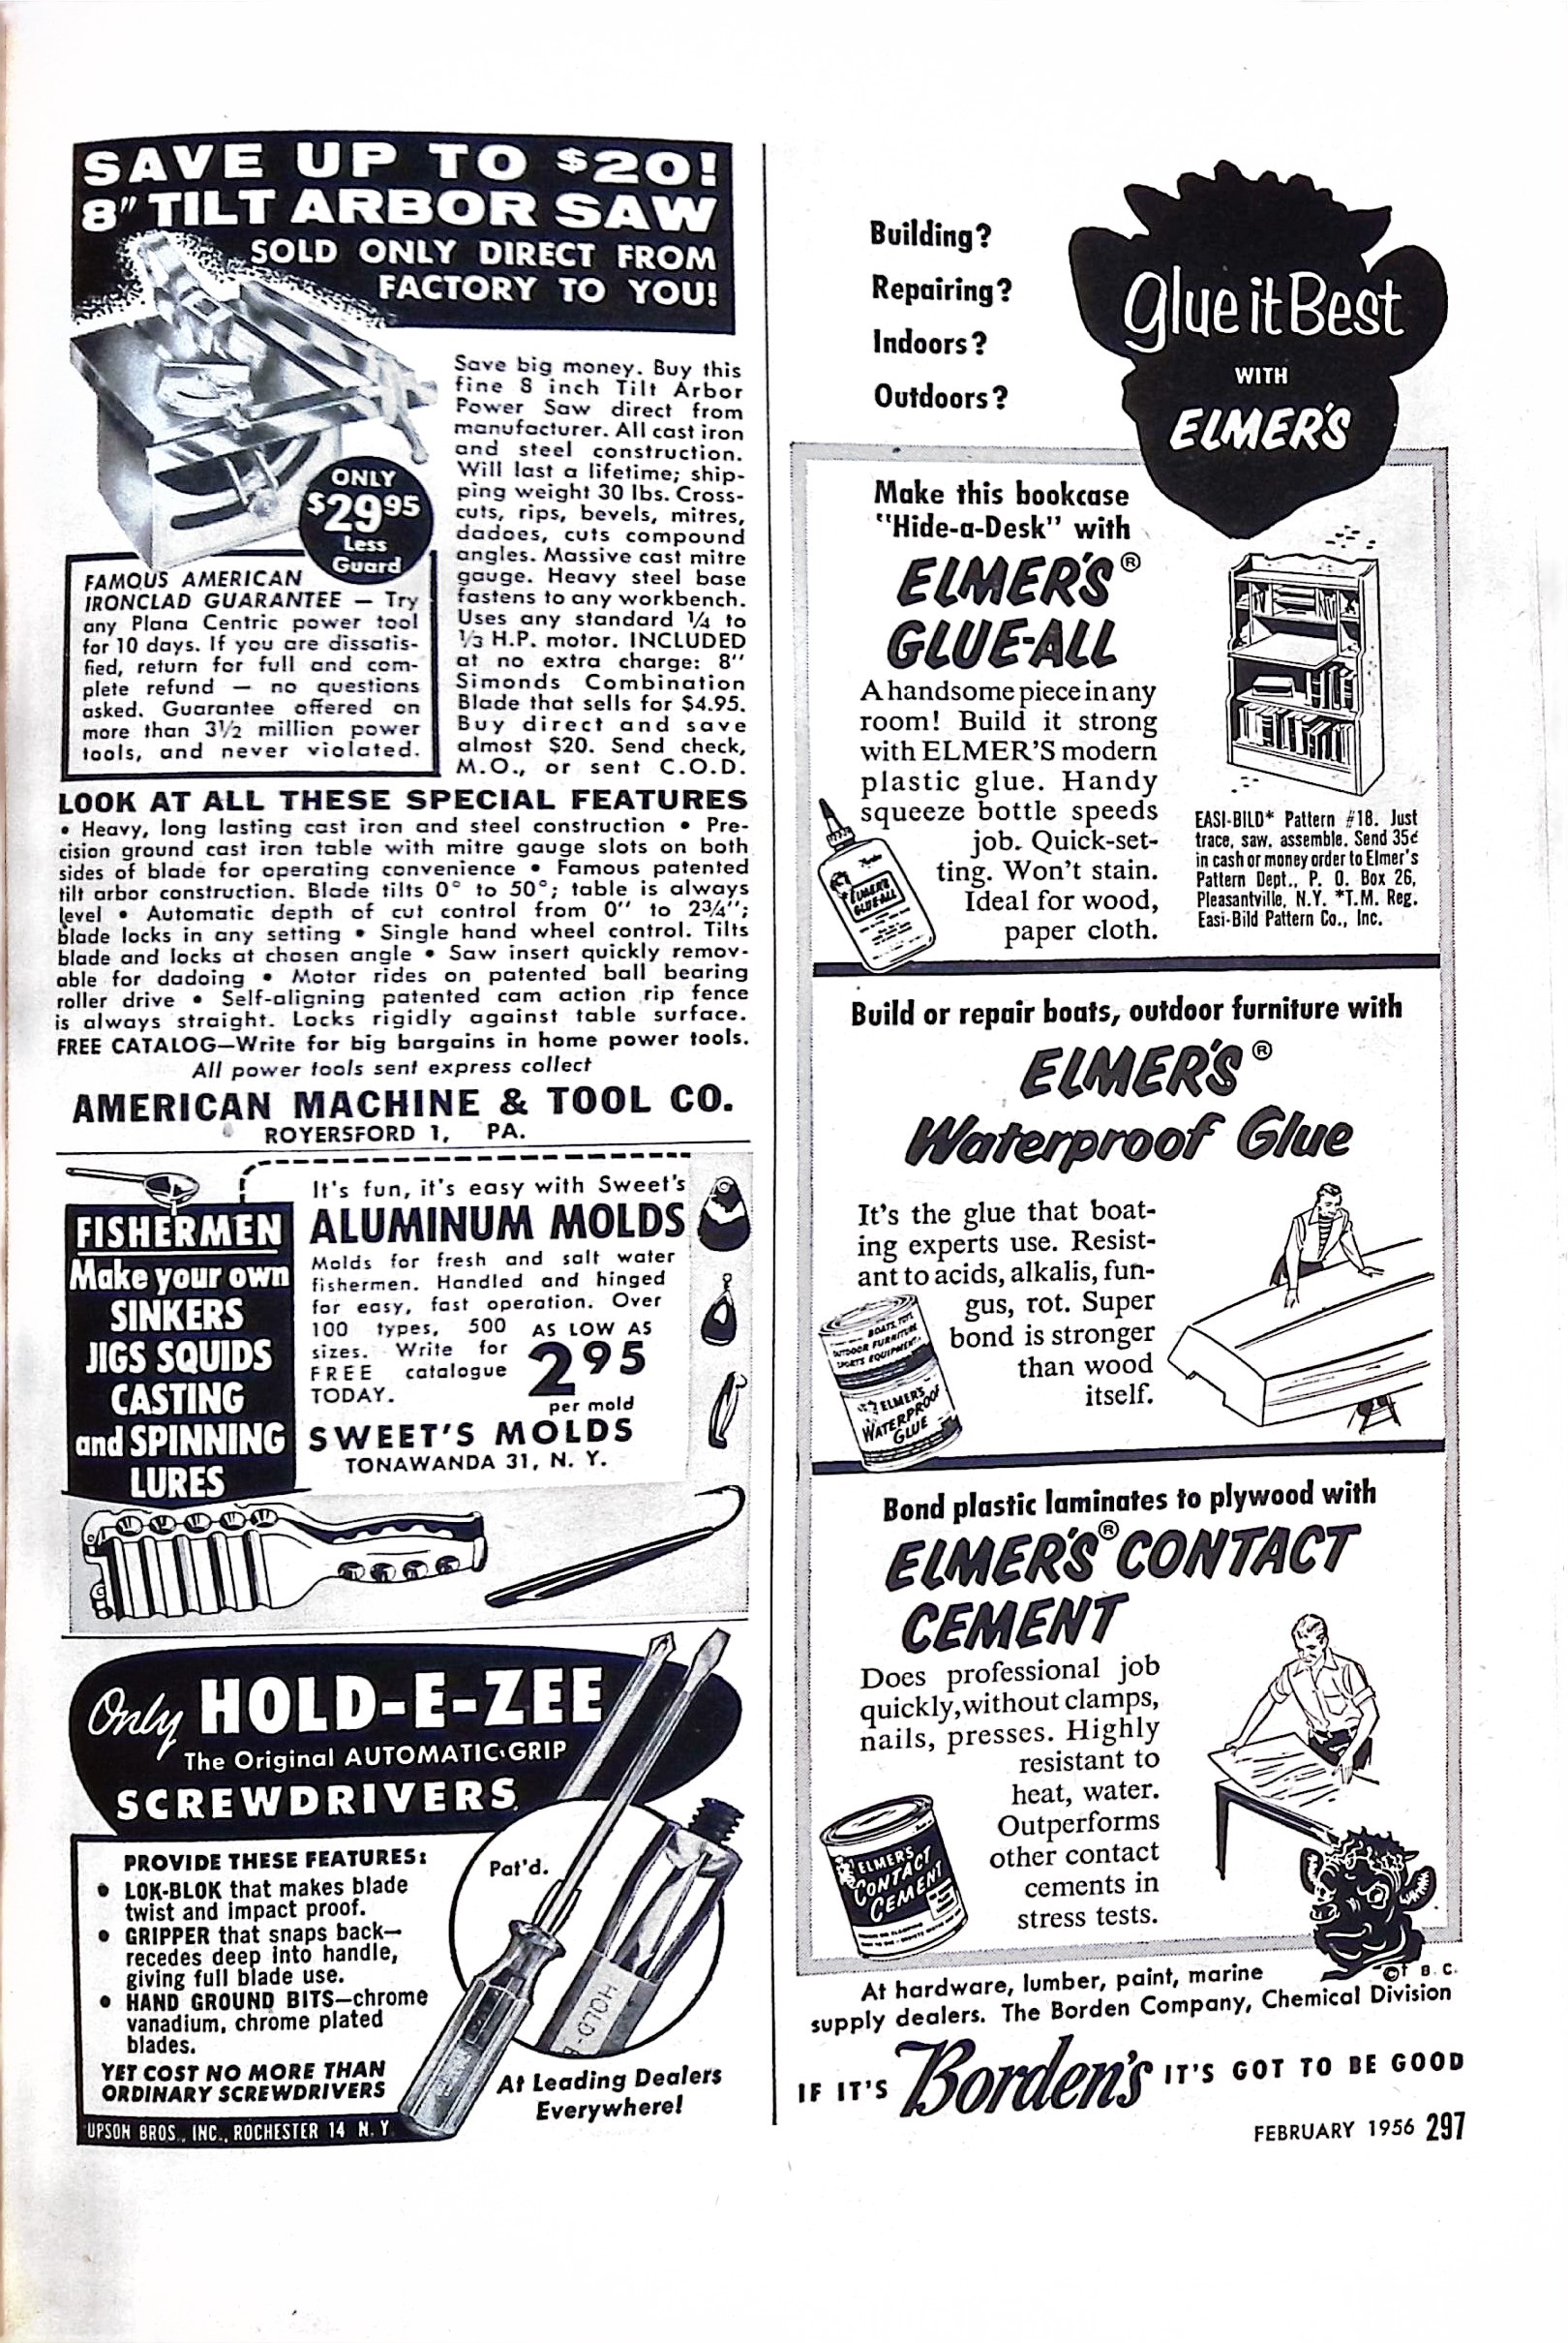 SAVE UP TO $20!
8" TILT ARBOR SAW
SOLD ONLY DIRECT FROM
FACTORY TO YOU!
ONLY
$29 95
Less
Guard
Save big money. Buy this
fine 8 inch Tilt Arbor
Power Saw direct from
manufacturer. All cast iron
and steel construction.
Will last a lifetime; ship-
ping weight 30 lbs. Cross-
cuts, rips, bevels, mitres,
dadoes, cuts compound
angles. Massive cast mitre
gauge. Heavy steel base
fastens to any workbench.
Uses any standard ¼ to
⅓ H.P. motor. INCLUDED
at no extra charge: 8"
Simonds Combination
Blade that sells for $4.95.
Buy direct and save
almost $20. Send check,
M.O., or sent C.O.D.
FAMOUS AMERICAN
IRONCLAD GUARANTEE — Try
any Plana Centric power tool
for 10 days. If you are dissatis-
fied, return for full and com-
plete refund — no questions
asked. Guarantee offered on
more than 3½ million power
tools, and never violated.
LOOK AT ALL THESE SPECIAL FEATURES
• Heavy, long lasting cast iron and steel construction • Pre-
cision ground cast iron table with mitre gauge slots on both
sides of blade for operating convenience • Famous patented
tilt arbor construction. Blade tilts 0° to 50°; table is always
level • Automatic depth of cut control from 0" to 2¾";
blade locks in any setting • Single hand wheel control. Tilts
blade and locks at chosen angle • Saw insert quickly remov-
able for dadoing • Motor rides on patented ball bearing
roller drive • Self-aligning patented cam action rip fence
is always straight. Locks rigidly against table surface.
FREE CATALOG—Write for big bargains in home power tools.
All power tools sent express collect
AMERICAN MACHINE & TOOL CO.
ROYERSFORD 1, PA.
FISHERMEN
Make your own
SINKERS
JIGS SQUIDS
CASTING
and SPINNING
LURES
It's fun, it's easy with Sweet's
ALUMINUM MOLDS
Molds for fresh and salt water
fishermen. Handled and hinged
for easy, fast operation. Over
100 types, 500
sizes. Write for
FREE catalogue
TODAY.
AS LOW AS
2 95
per mold
SWEET'S MOLDS
TONAWANDA 31, N. Y.
Only HOLD-E-ZEE
The Original AUTOMATIC-GRIP
SCREWDRIVERS
PROVIDE THESE FEATURES:
• LOK-BLOK that makes blade
twist and impact proof.
• GRIPPER that snaps back—
recedes deep into handle,
giving full blade use.
• HAND GROUND BITS—chrome
vanadium, chrome plated
blades.
YET COST NO MORE THAN
ORDINARY SCREWDRIVERS
UPSON BROS., INC., ROCHESTER 14 N. Y.
Pat'd.
HOLD-E
At Leading Dealers
Everywhere!
Building?
Repairing?
Indoors?
Outdoors?
Glue it Best
WITH
ELMER'S
Make this bookcase
"Hide-a-Desk" with
ELMER'S®
GLUE-ALL
A handsome piece in any
room! Build it strong
with ELMER'S modern
plastic glue. Handy
squeeze bottle speeds
job. Quick-set-
ting. Won't stain.
Ideal for wood,
paper cloth.
ELMER'S
GLUE-ALL
EASI-BILD* Pattern #18. Just
trace, saw, assemble. Send 35¢
in cash or money order to Elmer's
Pattern Dept., P. O. Box 26,
Pleasantville, N.Y. *T.M. Reg.
Easi-Bild Pattern Co., Inc.
Build or repair boats, outdoor furniture with
ELMER'S®
Waterproof Glue
It's the glue that boat-
ing experts use. Resist-
ant to acids, alkalis, fun-
gus, rot. Super
bond is stronger
than wood
itself.
BOATS, TOYS
OUTDOOR FURNITURE
SPORTS EQUIPMENT
ELMER'S
WATERPROOF
GLUE
Bond plastic laminates to plywood with
ELMER'S® CONTACT
CEMENT
Does professional job
quickly, without clamps,
nails, presses. Highly
resistant to
heat, water.
Outperforms
other contact
cements in
stress tests.
ELMER'S
CONTACT
CEMENT
© T B. C.
At hardware, lumber, paint, marine
supply dealers. The Borden Company, Chemical Division
IF IT'S Borden's IT'S GOT TO BE GOOD
FEBRUARY 1956 297